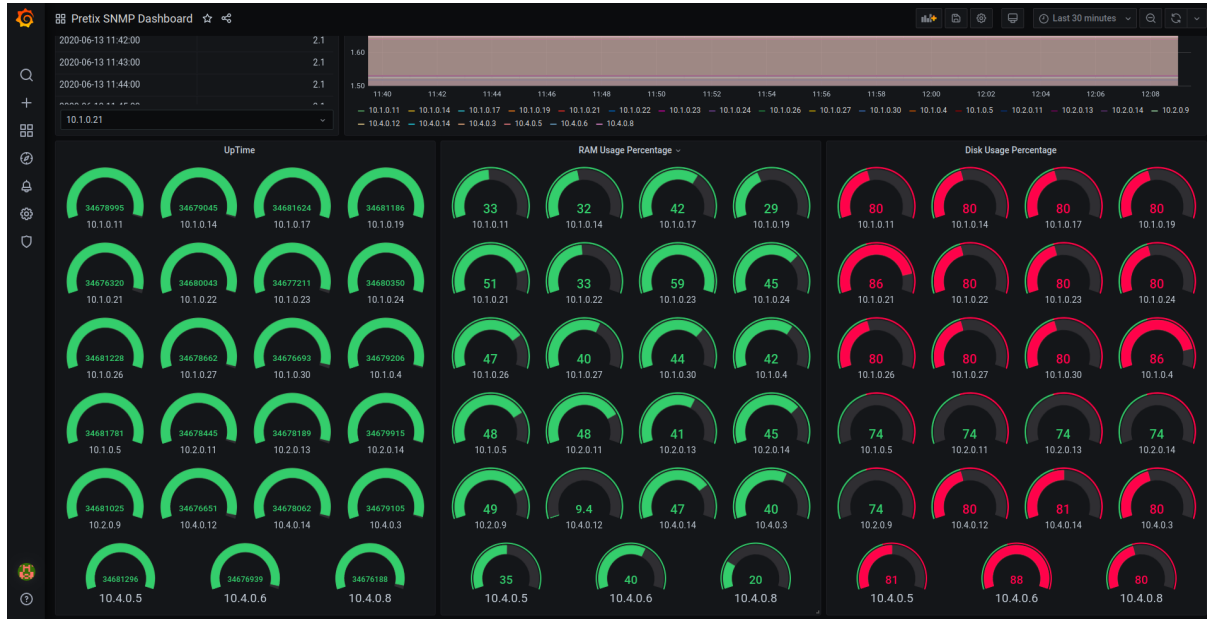 Pretix SNMP Dashboard
Last 30 minutes
2020-06-13 11:42:00 2.1
2020-06-13 11:43:00 2.1
2020-06-13 11:44:00 2.1
10.1.0.21
1.60
1.50
11:40 11:42 11:44 11:46 11:48 11:50 11:52 11:54 11:56 11:58 12:00 12:02 12:04 12:06 12:08
10.1.0.11 10.1.0.14 10.1.0.17 10.1.0.19 10.1.0.21 10.1.0.22 10.1.0.23 10.1.0.24 10.1.0.26 10.1.0.27 10.1.0.30 10.1.0.4 10.1.0.5 10.2.0.11 10.2.0.13 10.2.0.14 10.2.0.9
10.4.0.12 10.4.0.14 10.4.0.3 10.4.0.5 10.4.0.6 10.4.0.8
UpTime
34678995 34679045 34681624 34681186
10.1.0.11 10.1.0.14 10.1.0.17 10.1.0.19
34676320 34680043 34677211 34680350
10.1.0.21 10.1.0.22 10.1.0.23 10.1.0.24
34681228 34678662 34676693 34679206
10.1.0.26 10.1.0.27 10.1.0.30 10.1.0.4
34681781 34678445 34678189 34679915
10.1.0.5 10.2.0.11 10.2.0.13 10.2.0.14
34681025 34676651 34678062 34679105
10.2.0.9 10.4.0.12 10.4.0.14 10.4.0.3
34681296 34676939 34676188
10.4.0.5 10.4.0.6 10.4.0.8
RAM Usage Percentage
33 32 42 29
10.1.0.11 10.1.0.14 10.1.0.17 10.1.0.19
51 33 59 45
10.1.0.21 10.1.0.22 10.1.0.23 10.1.0.24
47 40 44 42
10.1.0.26 10.1.0.27 10.1.0.30 10.1.0.4
48 48 41 45
10.1.0.5 10.2.0.11 10.2.0.13 10.2.0.14
49 9.4 47 40
10.2.0.9 10.4.0.12 10.4.0.14 10.4.0.3
35 40 20
10.4.0.5 10.4.0.6 10.4.0.8
Disk Usage Percentage
80 80 80 80
10.1.0.11 10.1.0.14 10.1.0.17 10.1.0.19
86 80 80 80
10.1.0.21 10.1.0.22 10.1.0.23 10.1.0.24
80 80 80 86
10.1.0.26 10.1.0.27 10.1.0.30 10.1.0.4
74 74 74 74
10.1.0.5 10.2.0.11 10.2.0.13 10.2.0.14
74 80 81 80
10.2.0.9 10.4.0.12 10.4.0.14 10.4.0.3
81 88 80
10.4.0.5 10.4.0.6 10.4.0.8